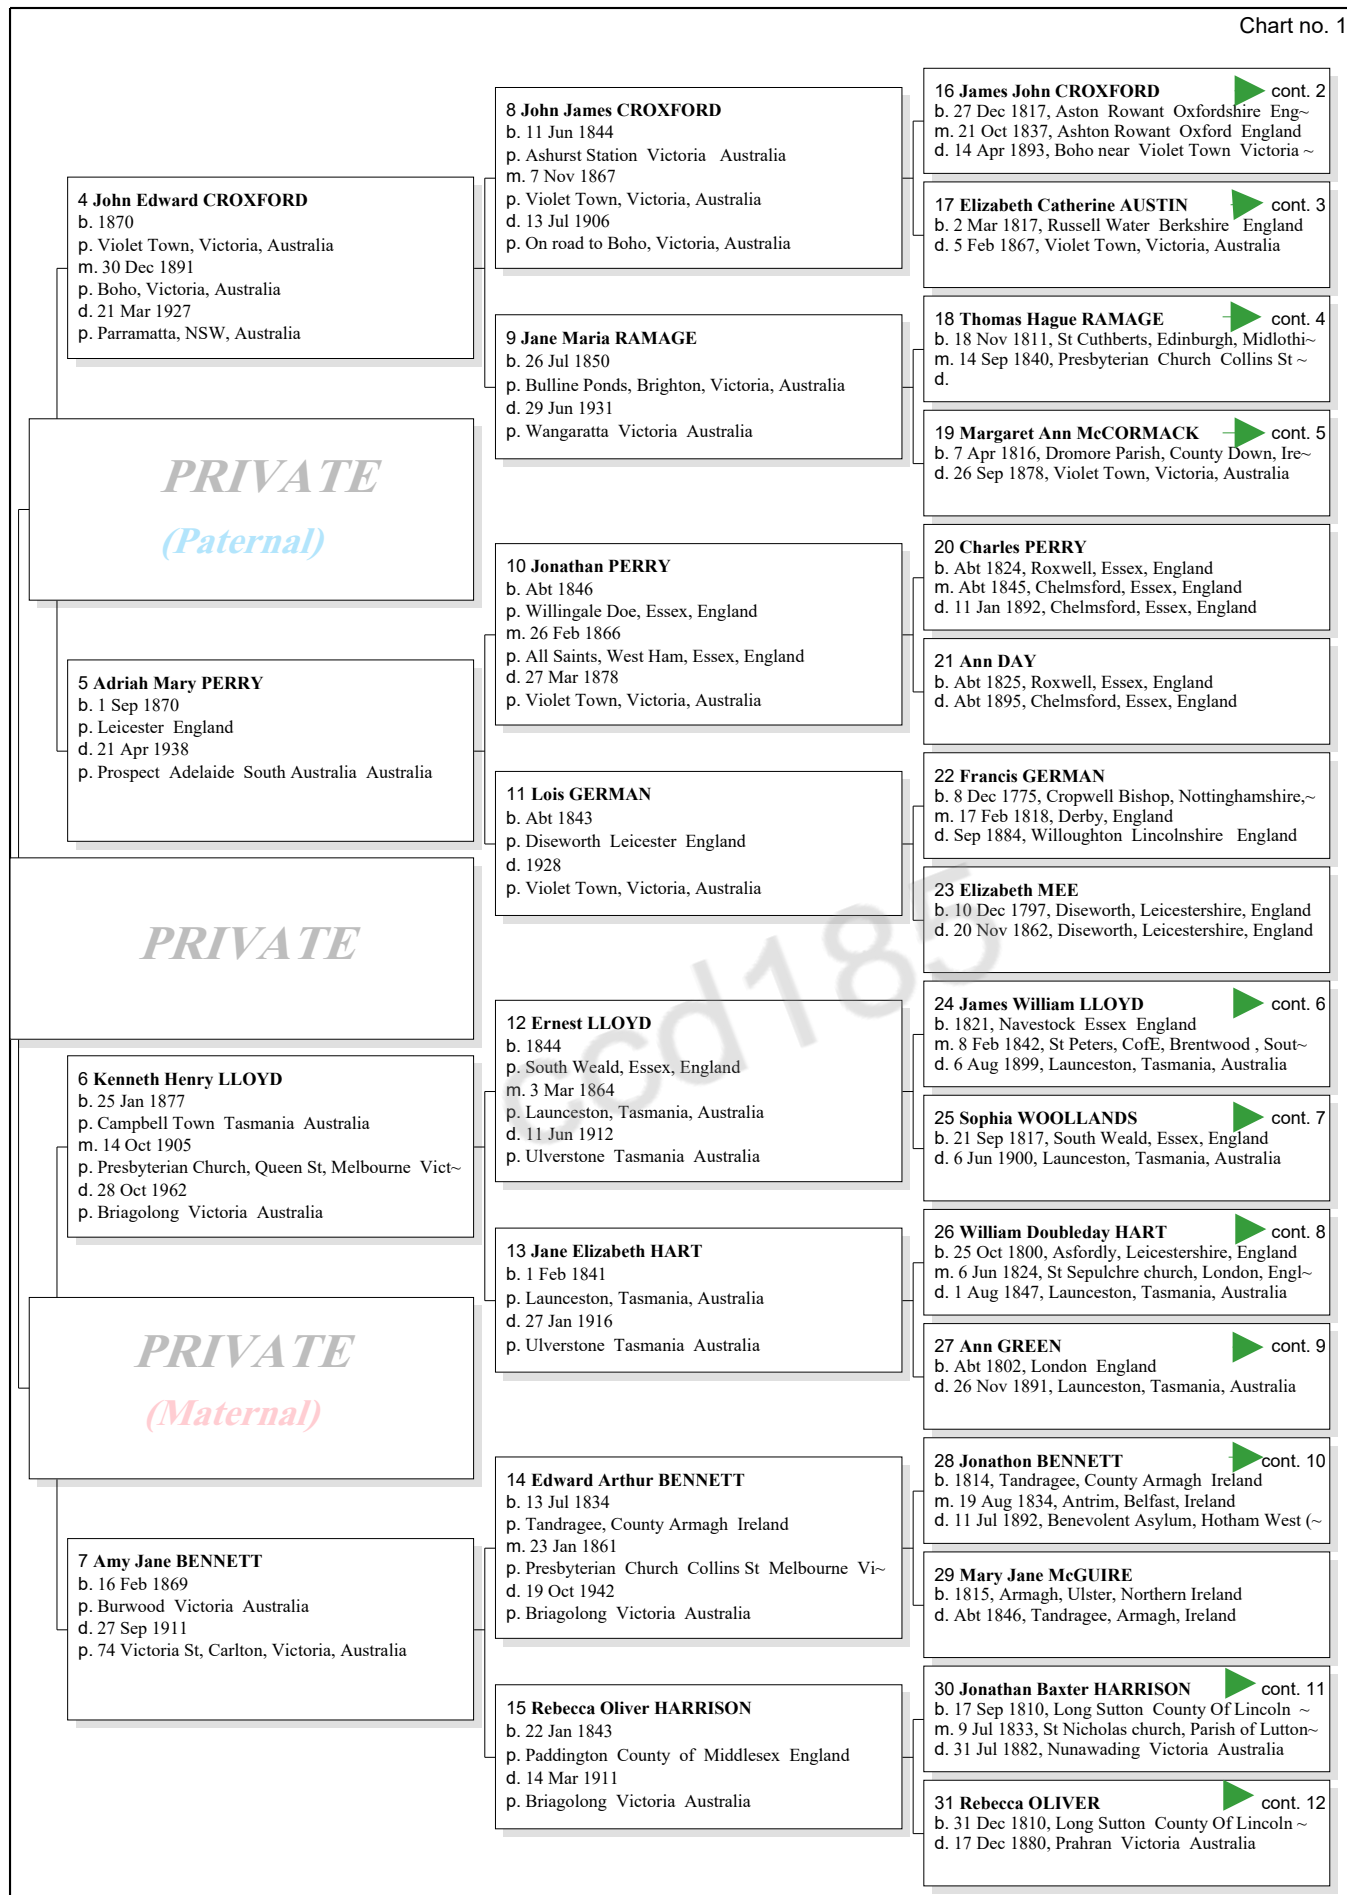 Chart no. 1
4 John Edward CROXFORD
b. 1870
p. Violet Town, Victoria, Australia
m. 30 Dec 1891
p. Boho, Victoria, Australia
d. 21 Mar 1927
p. Parramatta, NSW, Australia
PRIVATE
(Paternal)
5 Adriah Mary PERRY
b. 1 Sep 1870
p. Leicester England
d. 21 Apr 1938
p. Prospect Adelaide South Australia Australia
PRIVATE
6 Kenneth Henry LLOYD
b. 25 Jan 1877
p. Campbell Town Tasmania Australia
m. 14 Oct 1905
p. Presbyterian Church, Queen St, Melbourne Vict~
d. 28 Oct 1962
p. Briagolong Victoria Australia
PRIVATE
(Maternal)
7 Amy Jane BENNETT
b. 16 Feb 1869
p. Burwood Victoria Australia
d. 27 Sep 1911
p. 74 Victoria St, Carlton, Victoria, Australia
8 John James CROXFORD
b. 11 Jun 1844
p. Ashurst Station Victoria Australia
m. 7 Nov 1867
p. Violet Town, Victoria, Australia
d. 13 Jul 1906
p. On road to Boho, Victoria, Australia
9 Jane Maria RAMAGE
b. 26 Jul 1850
p. Bulline Ponds, Brighton, Victoria, Australia
d. 29 Jun 1931
p. Wangaratta Victoria Australia
10 Jonathan PERRY
b. Abt 1846
p. Willingale Doe, Essex, England
m. 26 Feb 1866
p. All Saints, West Ham, Essex, England
d. 27 Mar 1878
p. Violet Town, Victoria, Australia
11 Lois GERMAN
b. Abt 1843
p. Diseworth Leicester England
d. 1928
p. Violet Town, Victoria, Australia
12 Ernest LLOYD
b. 1844
p. South Weald, Essex, England
m. 3 Mar 1864
p. Launceston, Tasmania, Australia
d. 11 Jun 1912
p. Ulverstone Tasmania Australia
13 Jane Elizabeth HART
b. 1 Feb 1841
p. Launceston, Tasmania, Australia
d. 27 Jan 1916
p. Ulverstone Tasmania Australia
14 Edward Arthur BENNETT
b. 13 Jul 1834
p. Tandragee, County Armagh Ireland
m. 23 Jan 1861
p. Presbyterian Church Collins St Melbourne Vi~
d. 19 Oct 1942
p. Briagolong Victoria Australia
15 Rebecca Oliver HARRISON
b. 22 Jan 1843
p. Paddington County of Middlesex England
d. 14 Mar 1911
p. Briagolong Victoria Australia
16 James John CROXFORD cont. 2
b. 27 Dec 1817, Aston Rowant Oxfordshire Eng~
m. 21 Oct 1837, Ashton Rowant Oxford England
d. 14 Apr 1893, Boho near Violet Town Victoria ~
17 Elizabeth Catherine AUSTIN cont. 3
b. 2 Mar 1817, Russell Water Berkshire England
d. 5 Feb 1867, Violet Town, Victoria, Australia
18 Thomas Hague RAMAGE cont. 4
b. 18 Nov 1811, St Cuthberts, Edinburgh, Midlothi~
m. 14 Sep 1840, Presbyterian Church Collins St ~
d.
19 Margaret Ann McCORMACK cont. 5
b. 7 Apr 1816, Dromore Parish, County Down, Ire~
d. 26 Sep 1878, Violet Town, Victoria, Australia
20 Charles PERRY
b. Abt 1824, Roxwell, Essex, England
m. Abt 1845, Chelmsford, Essex, England
d. 11 Jan 1892, Chelmsford, Essex, England
21 Ann DAY
b. Abt 1825, Roxwell, Essex, England
d. Abt 1895, Chelmsford, Essex, England
22 Francis GERMAN
b. 8 Dec 1775, Cropwell Bishop, Nottinghamshire,~
m. 17 Feb 1818, Derby, England
d. Sep 1884, Willoughton Lincolnshire England
23 Elizabeth MEE
b. 10 Dec 1797, Diseworth, Leicestershire, England
d. 20 Nov 1862, Diseworth, Leicestershire, England
24 James William LLOYD cont. 6
b. 1821, Navestock Essex England
m. 8 Feb 1842, St Peters, CofE, Brentwood , Sout~
d. 6 Aug 1899, Launceston, Tasmania, Australia
25 Sophia WOOLLANDS cont. 7
b. 21 Sep 1817, South Weald, Essex, England
d. 6 Jun 1900, Launceston, Tasmania, Australia
26 William Doubleday HART cont. 8
b. 25 Oct 1800, Asfordly, Leicestershire, England
m. 6 Jun 1824, St Sepulchre church, London, Engl~
d. 1 Aug 1847, Launceston, Tasmania, Australia
27 Ann GREEN cont. 9
b. Abt 1802, London England
d. 26 Nov 1891, Launceston, Tasmania, Australia
28 Jonathon BENNETT cont. 10
b. 1814, Tandragee, County Armagh Ireland
m. 19 Aug 1834, Antrim, Belfast, Ireland
d. 11 Jul 1892, Benevolent Asylum, Hotham West (~
29 Mary Jane McGUIRE
b. 1815, Armagh, Ulster, Northern Ireland
d. Abt 1846, Tandragee, Armagh, Ireland
30 Jonathan Baxter HARRISON cont. 11
b. 17 Sep 1810, Long Sutton County Of Lincoln ~
m. 9 Jul 1833, St Nicholas church, Parish of Lutton~
d. 31 Jul 1882, Nunawading Victoria Australia
31 Rebecca OLIVER cont. 12
b. 31 Dec 1810, Long Sutton County Of Lincoln ~
d. 17 Dec 1880, Prahran Victoria Australia
ccd185